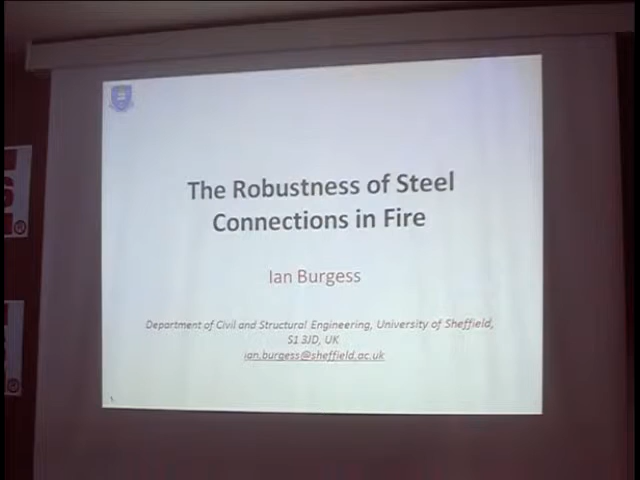 The Robustness of Steel
Connections in Fire
Ian Burgess
Department of Civil and Structural Engineering, University of Sheffield,
S1 3JD, UK
ian.burgess@sheffield.ac.uk